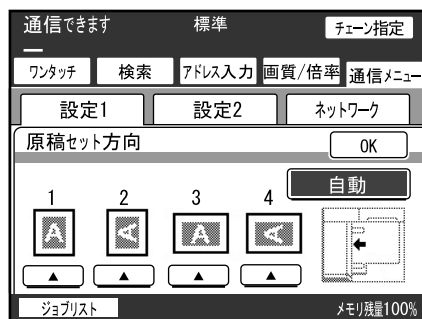 通信できます 標準 チェーン指定
ワンタッチ 検索 アドレス入力 画質/倍率 通信メニュー
設定1 設定2 ネットワーク
原稿セット方向 OK
自動
1 2 3 4
A A A A
ジョブリスト メモリ残量100%